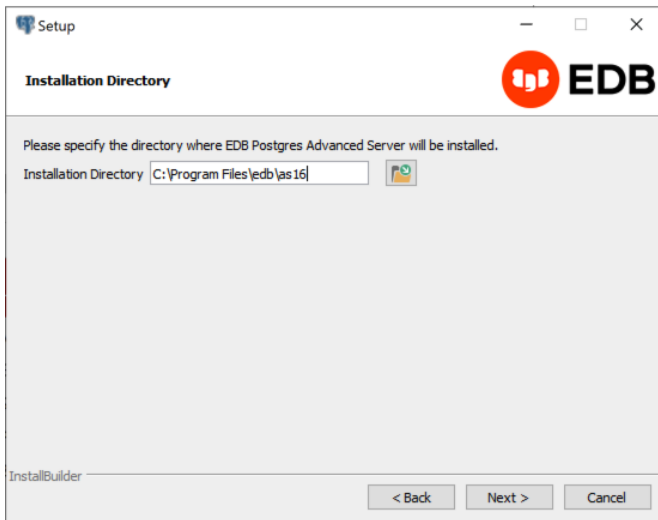 Setup
Installation Directory
EDB
Please specify the directory where EDB Postgres Advanced Server will be installed.
Installation Directory C:\Program Files\edb\as16
InstallBuilder
< Back Next > Cancel